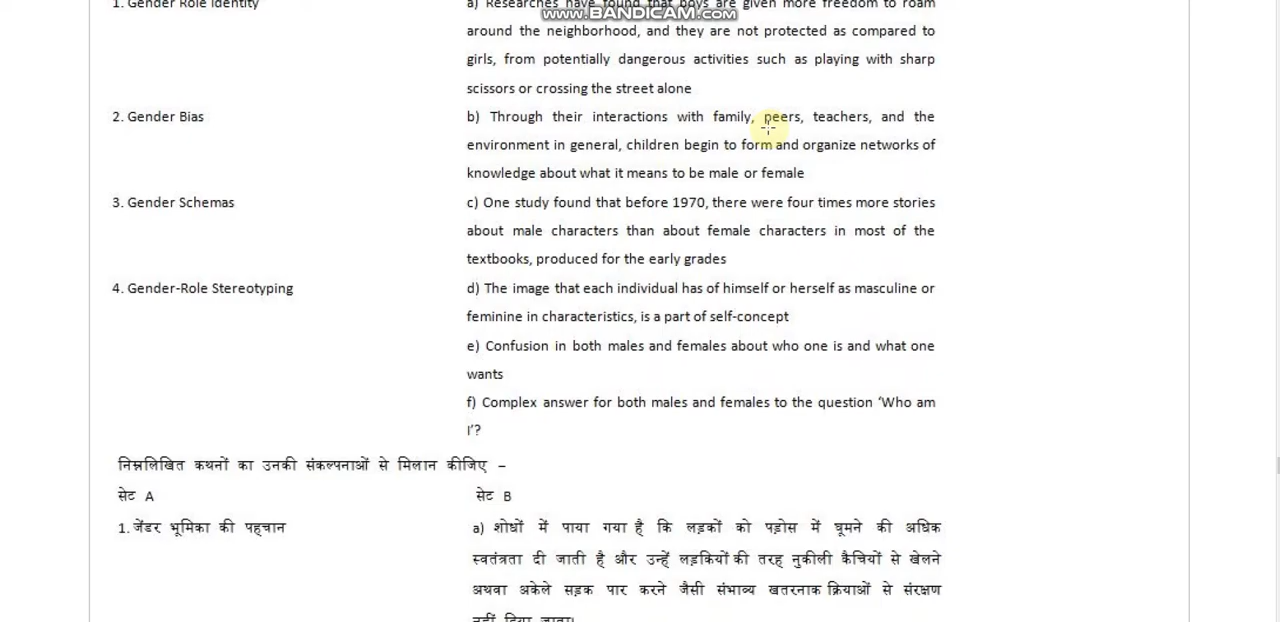 www.BANDICAM.com
1. Gender Role Identity a) Researches have found that boys are given more freedom to roam
around the neighborhood, and they are not protected as compared to
girls, from potentially dangerous activities such as playing with sharp
scissors or crossing the street alone
2. Gender Bias b) Through their interactions with family, peers, teachers, and the
environment in general, children begin to form and organize networks of
knowledge about what it means to be male or female
3. Gender Schemas c) One study found that before 1970, there were four times more stories
about male characters than about female characters in most of the
textbooks, produced for the early grades
4. Gender-Role Stereotyping d) The image that each individual has of himself or herself as masculine or
feminine in characteristics, is a part of self-concept
e) Confusion in both males and females about who one is and what one
wants
f) Complex answer for both males and females to the question ‘Who am
I’?
निम्नलिखित कथनों का उनकी संकल्पनाओं से मिलान कीजिए –
सेट A सेट B
1. जेंडर भूमिका की पहचान a) शोधों में पाया गया है कि लड़कों को पड़ोस में घूमने की अधिक
स्वतंत्रता दी जाती है और उन्हें लड़कियों की तरह नुकीली कैंचियों से खेलने
अथवा अकेले सड़क पार करने जैसी संभाव्य खतरनाक क्रियाओं से संरक्षण
नहीं दिया जाता।